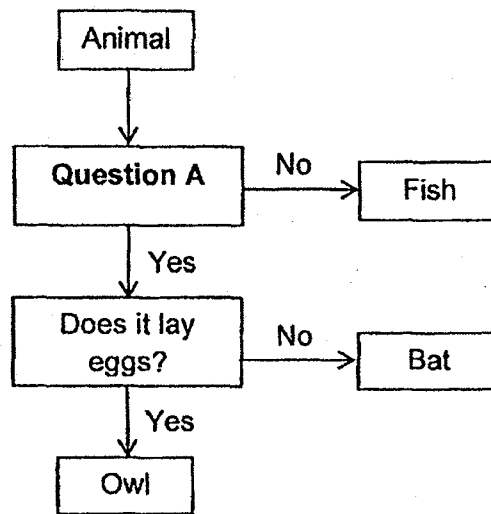 Animal
Question A
No
Fish
Yes
Does it lay
eggs?
No
Bat
Yes
Owl